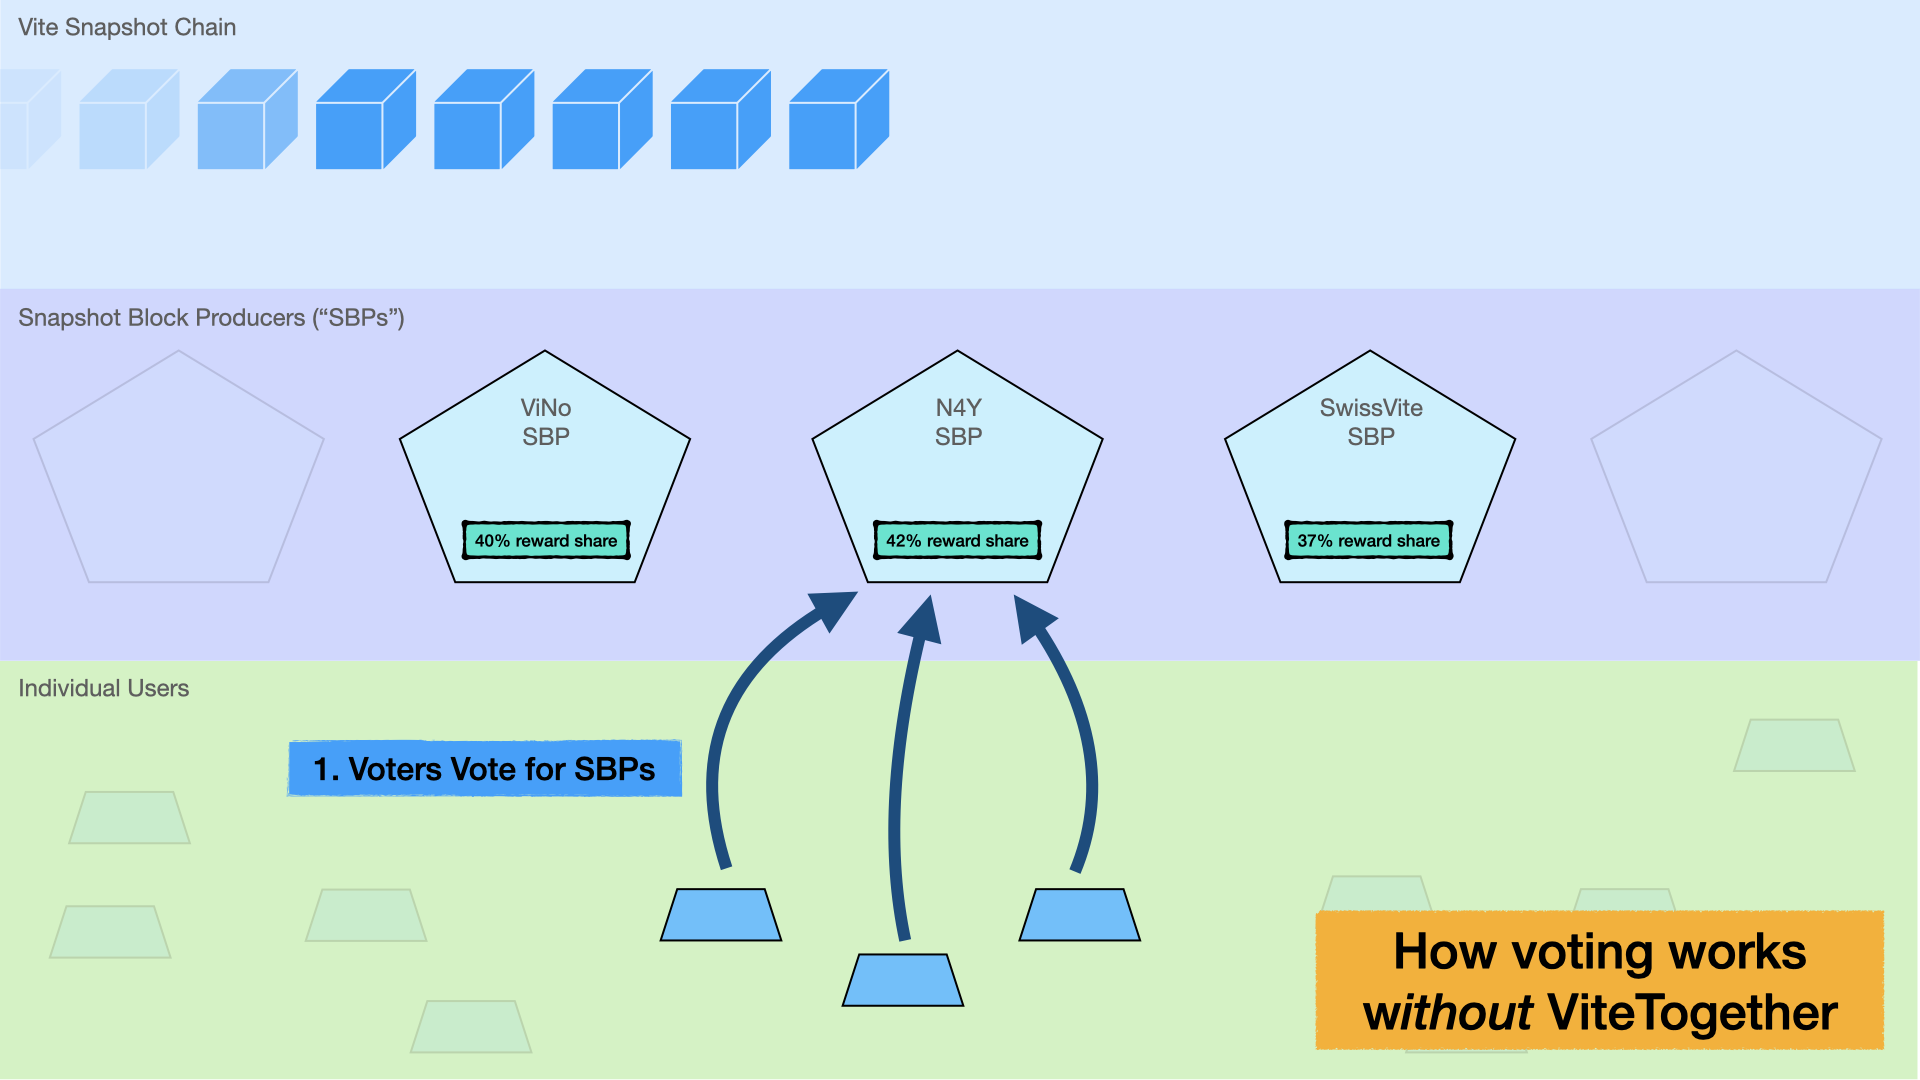 Vite Snapshot Chain
Snapshot Block Producers (“SBPs”)
ViNo
SBP
40% reward share
N4Y
SBP
42% reward share
SwissVite
SBP
37% reward share
Individual Users
1. Voters Vote for SBPs
How voting works
without ViteTogether